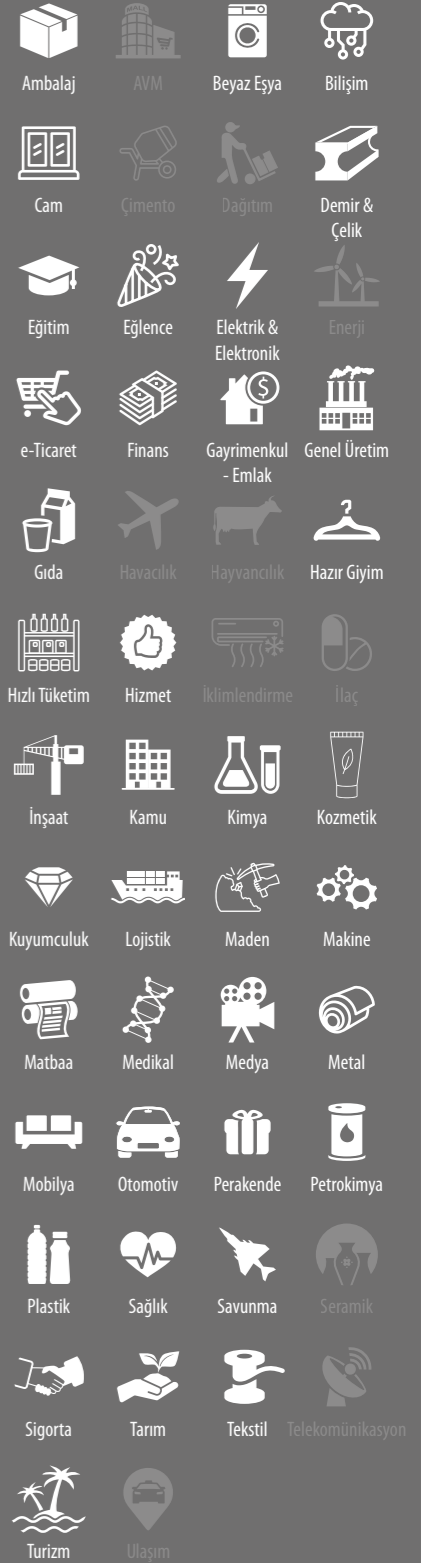 Ambalaj
AVM
Beyaz Eşya
Bilişim
Cam
Çimento
Dağıtım
Demir &
Çelik
Eğitim
Eğlence
Elektrik &
Elektronik
Enerji
e-Ticaret
Finans
Gayrimenkul
- Emlak
Genel Üretim
Gıda
Havacılık
Hayvancılık
Hazır Giyim
Hızlı Tüketim
Hizmet
İklimlendirme
İlaç
İnşaat
Kamu
Kimya
Kozmetik
Kuyumculuk
Lojistik
Maden
Makine
Matbaa
Medikal
Medya
Metal
Mobilya
Otomotiv
Perakende
Petrokimya
Plastik
Sağlık
Savunma
Seramik
Sigorta
Tarım
Tekstil
Telekomünikasyon
Turizm
Ulaşım